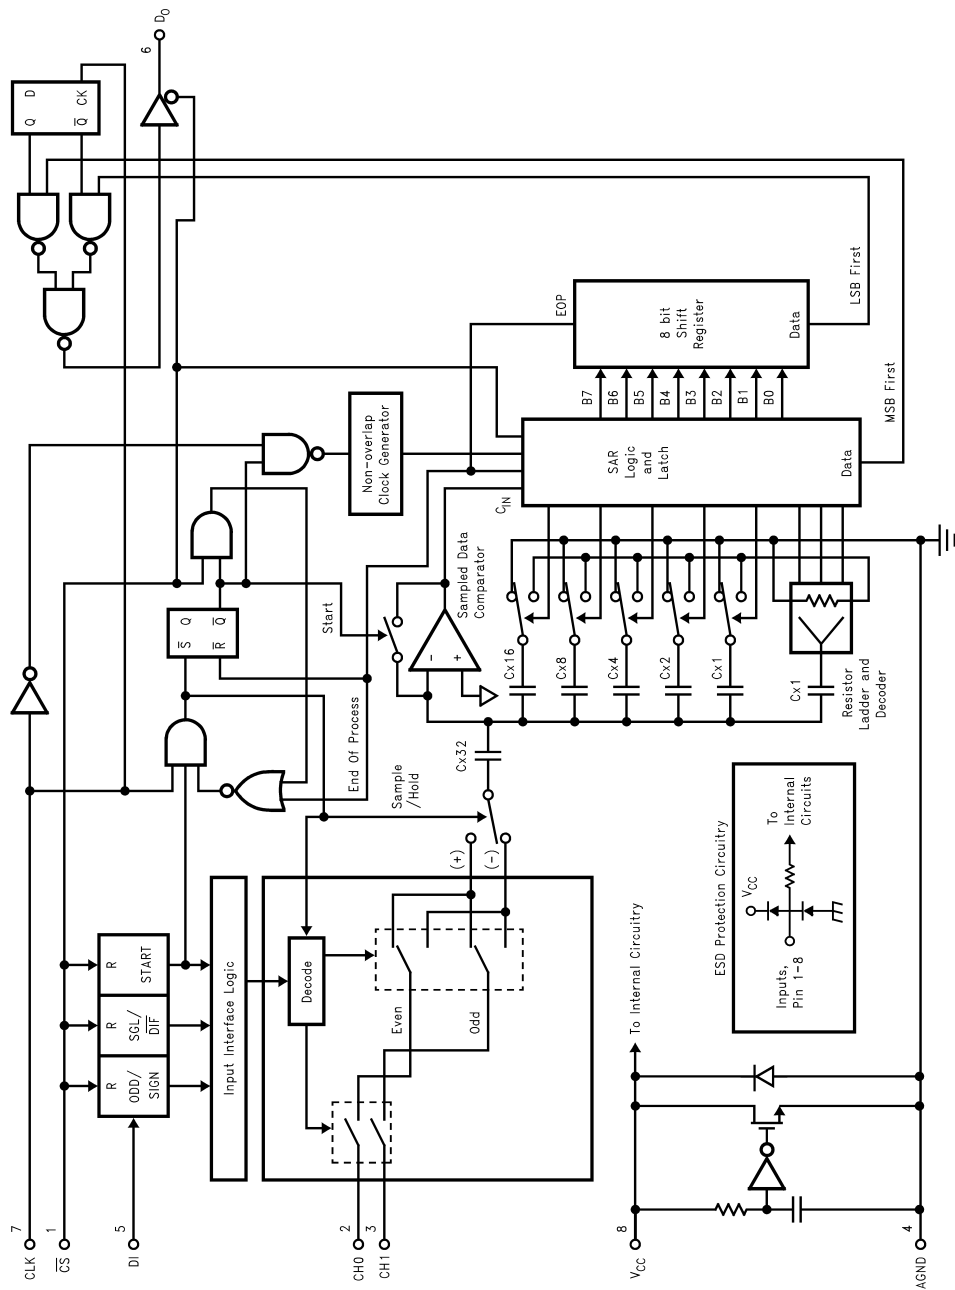 CLK
7
C̅S̅
1
DI
5
CH0
2
CH1
3
VCC
8
AGND
4
R
ODD/
SIGN
R
SGL/
D̅I̅F̅
R
START
Input Interface Logic
Decode
Even
Odd
(+)
(-)
Sample
/Hold
End Of Process
S̅
Q
R̅
Q̅
Start
Non-overlap
Clock Generator
Sampled Data
Comparator
-
+
Cx32
Cx16
Cx8
Cx4
Cx2
Cx1
Cx1
Resistor
Ladder and
Decoder
CIN
SAR
Logic
and
Latch
Data
B7
B6
B5
B4
B3
B2
B1
B0
EOP
8 bit
Shift
Register
Data
LSB First
MSB First
Q
D
Q̅
CK
6
DO
To Internal Circuitry
ESD Protection Circuitry
VCC
To
Internal
Circuits
Inputs,
Pin 1-8